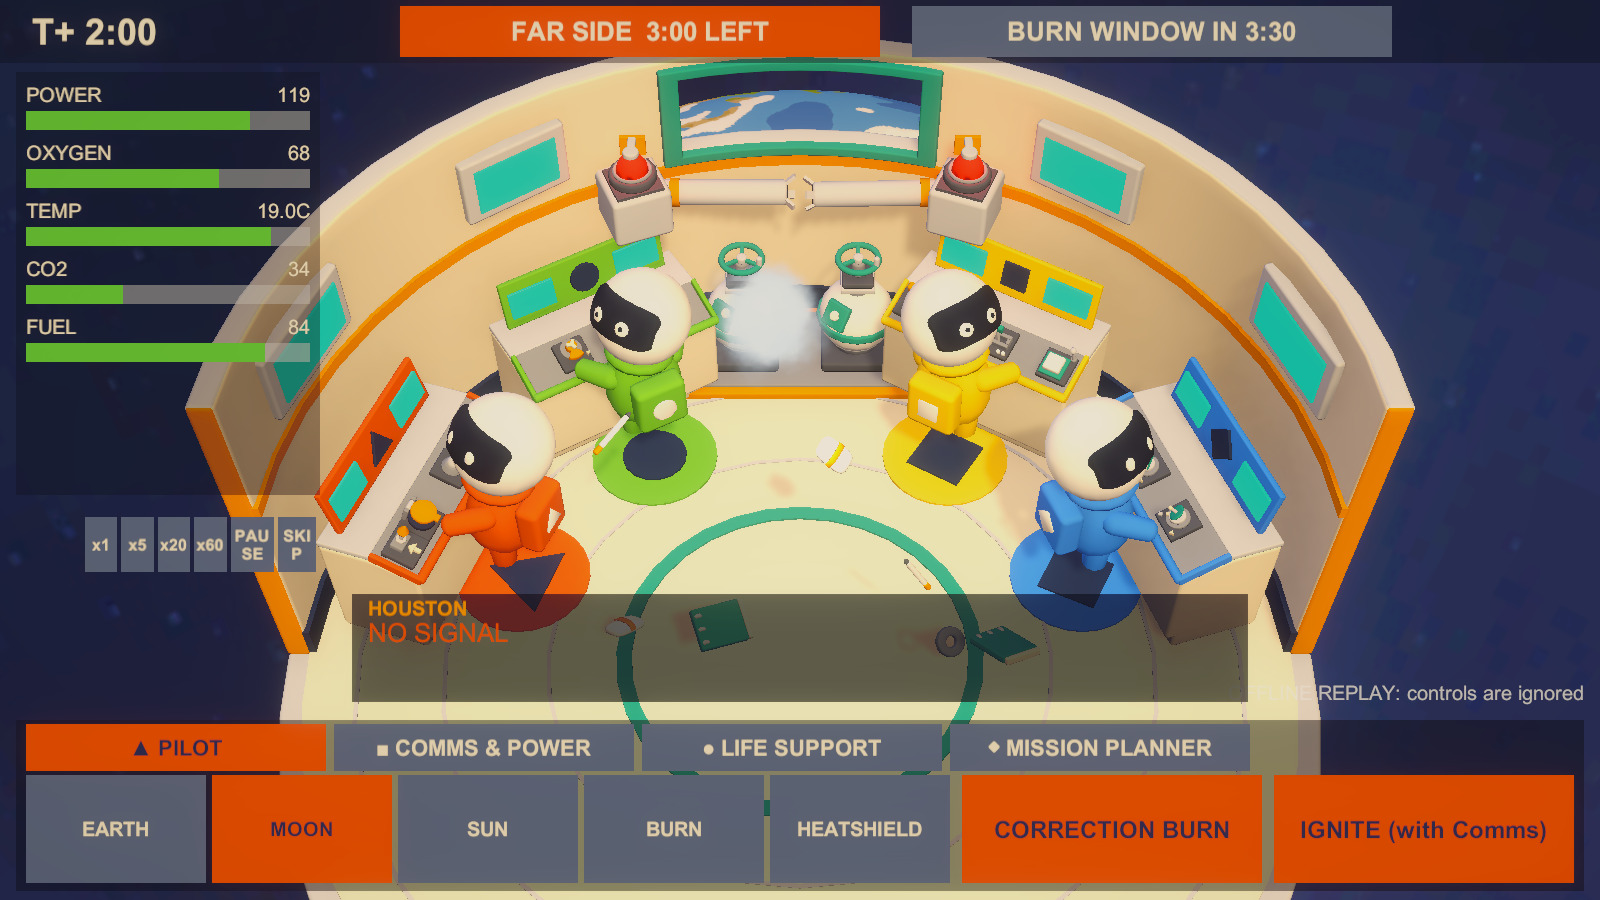 T+ 2:00
FAR SIDE 3:00 LEFT
BURN WINDOW IN 3:30
POWER 119
OXYGEN 68
TEMP 19.0C
CO2 34
FUEL 84
x1 x5 x20 x60 PAU
SE SKI
P
HOUSTON
NO SIGNAL
REPLAY: controls are ignored
▲ PILOT
■ COMMS & POWER
● LIFE SUPPORT
◆ MISSION PLANNER
EARTH
MOON
SUN
BURN
HEATSHIELD
CORRECTION BURN
IGNITE (with Comms)